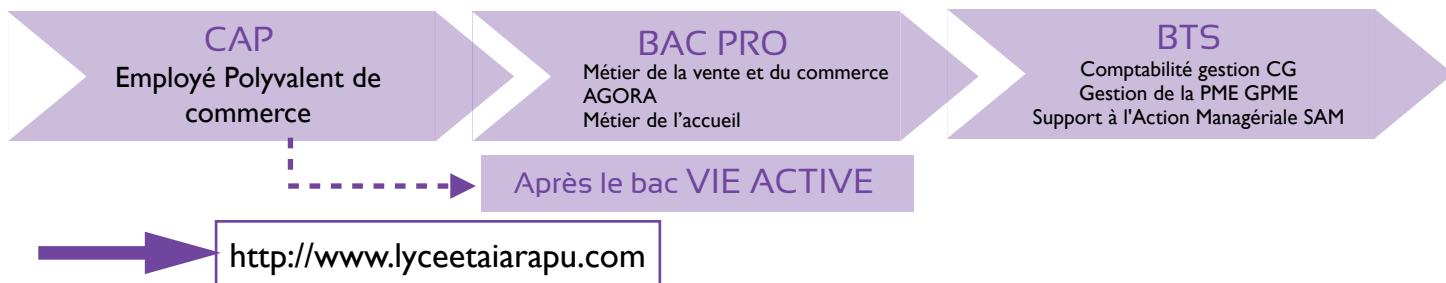 CAP
Employé Polyvalent de
commerce
BAC PRO
Métier de la vente et du commerce
AGORA
Métier de l’accueil
BTS
Comptabilité gestion CG
Gestion de la PME GPME
Support à l'Action Managériale SAM
Après le bac VIE ACTIVE
http://www.lyceetaiarapu.com